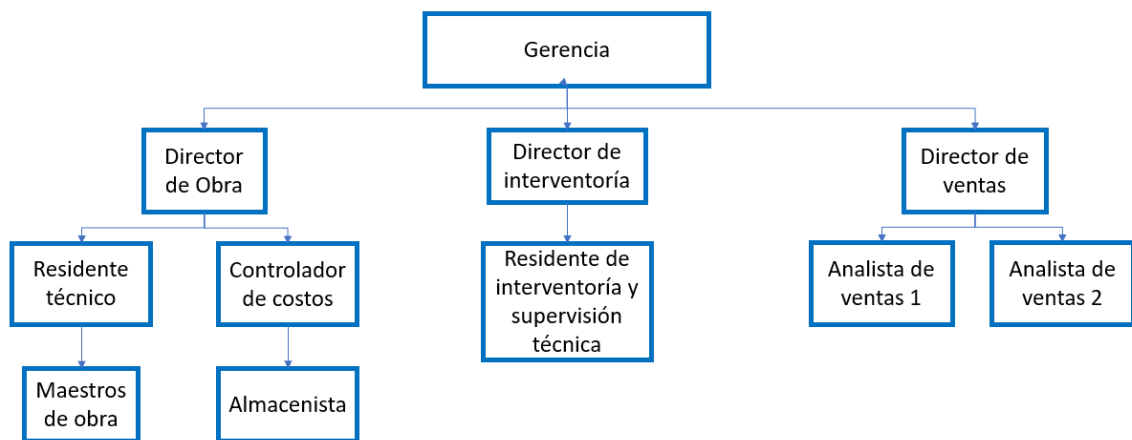 Gerencia
Director
de Obra
Director de
interventoría
Director de
ventas
Residente
técnico
Controlador
de costos
Residente de
interventoría y
supervisión
técnica
Analista de
ventas 1
Analista de
ventas 2
Maestros
de obra
Almacenista